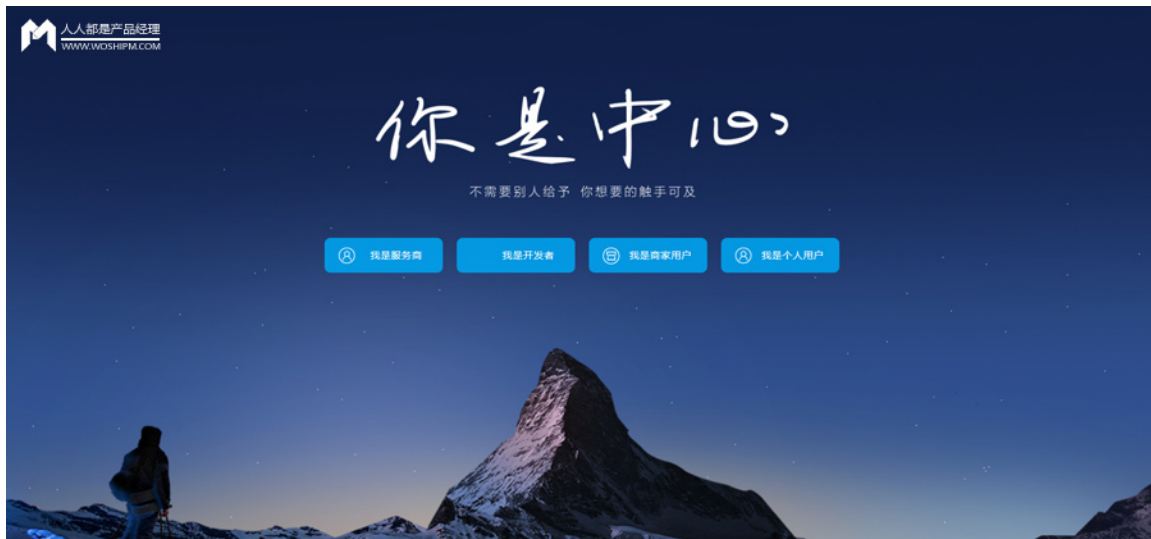 人人都是产品经理
WWW.WOSHIPM.COM
你是中心
不需要别人给予 你想要的触手可及
我是服务商 我是开发者 我是商家用户 我是个人用户